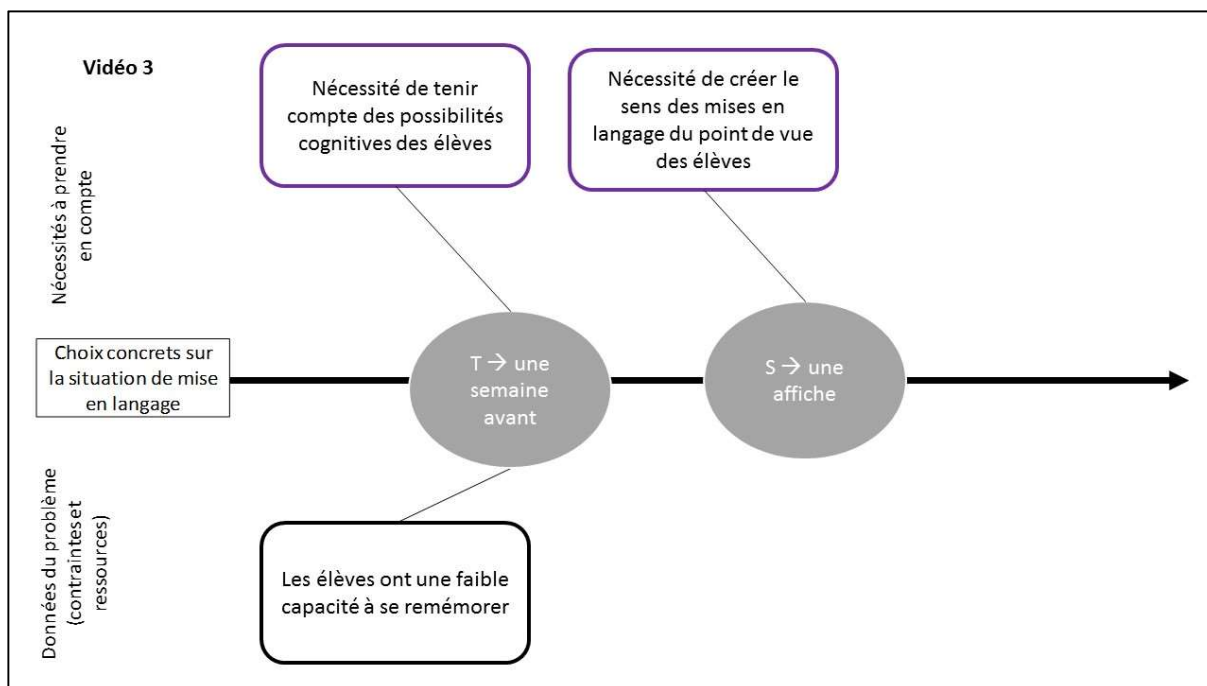 Vidéo 3
Nécessité de tenir
compte des possibilités
cognitives des élèves
Nécessité de créer le
sens des mises en
langage du point de vue
des élèves
Nécessités à prendre
en compte
Choix concrets sur
la situation de mise
en langage
T → une
semaine
avant
S → une
affiche
Données du problème
(contrainteset
ressources)
Les élèves ont une faible
capacité à se remémorer